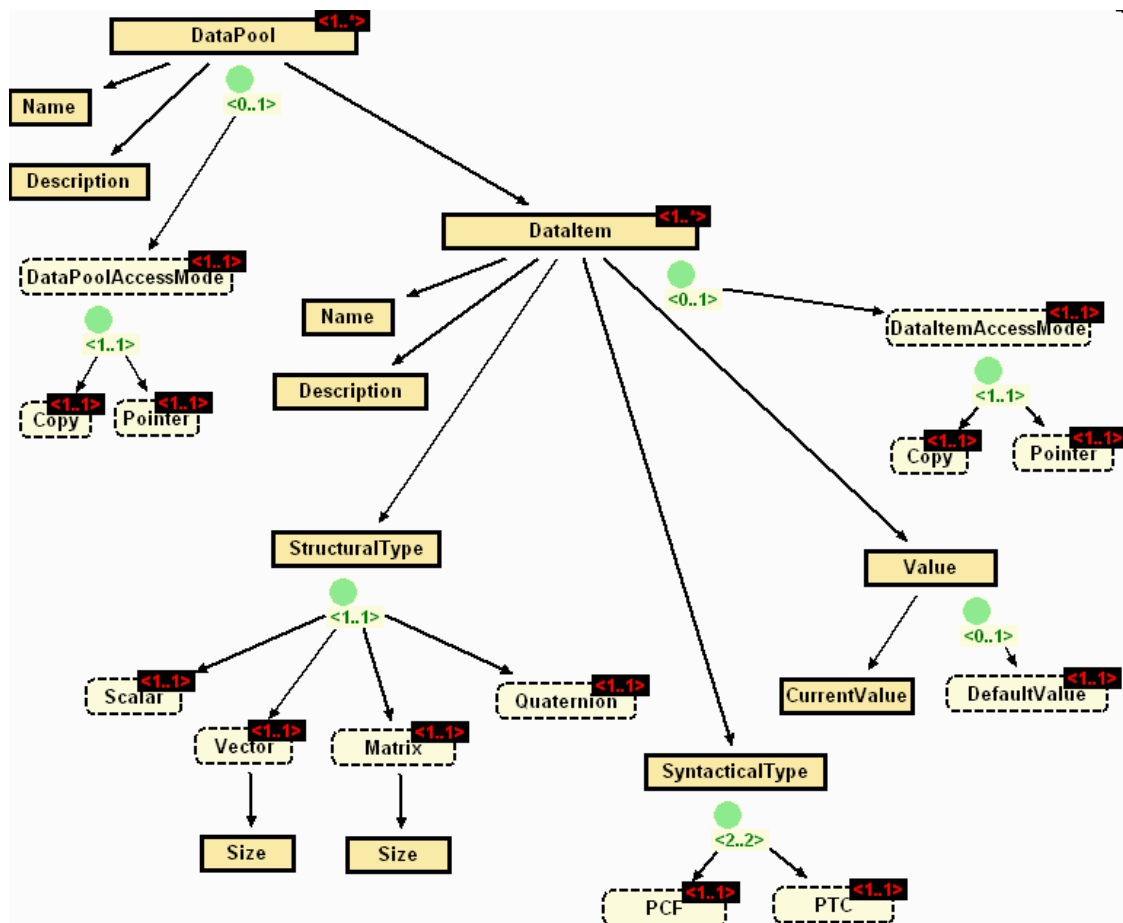 <1..*>
DataPool
Name
<0..1>
Description
<1..*>
DataItem
<1..1>
DataPoolAccessMode
<0..1>
Name
<1..1>
DataItemAccessMode
<1..1>
Description
<1..1>
<1..1>
<1..1>
Copy
Pointer
<1..1>
<1..1>
Copy
<1..1>
Pointer
StructuralType
Value
<1..1>
<0..1>
<1..1>
Scalar
<1..1>
Quaternion
CurrentValue
<1..1>
DefaultValue
<1..1>
Vector
<1..1>
Matrix
SyntacticalType
Size
Size
<2..2>
<1..1>
PCF
<1..1>
PTC